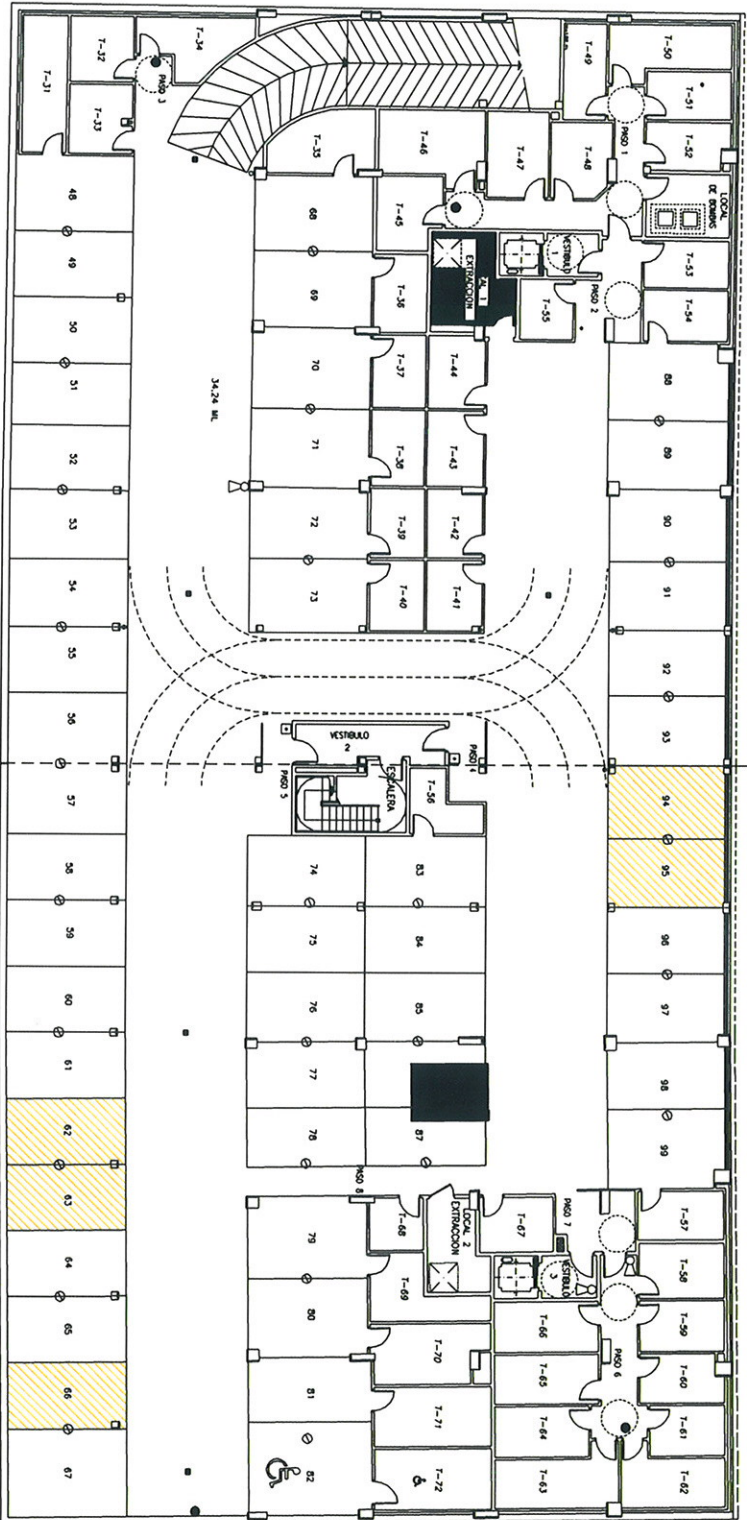 T-31
T-32
T-33
T-34
PASO 3
T-35
T-46
T-47
T-48
T-49
T-50
T-51
T-52
PASO 1
LOCAL
DE BOMBAS
T-45
VESTIBULO
1
T-53
T-54
PASO 2
T-55
EXTRACCION
T-36
T-37
T-44
T-38
T-43
T-39
T-42
T-40
T-41
34,24 ML
48
49
50
51
52
53
54
55
56
57
58
59
60
61
62
63
64
65
66
67
68
69
70
71
72
73
VESTIBULO
2
PASO 4
PASO 5
ESCALERA
T-56
74
75
76
77
78
83
84
85
87
88
89
90
91
92
93
94
95
96
97
98
99
PASO 8
79
80
81
82
T-68
LOCAL 2
EXTRACCION
T-67
PASO 7
T-57
T-58
VESTIBULO
3
T-69
T-70
T-71
T-72
T-66
T-65
T-64
T-63
PASO 6
T-59
T-60
T-61
T-62